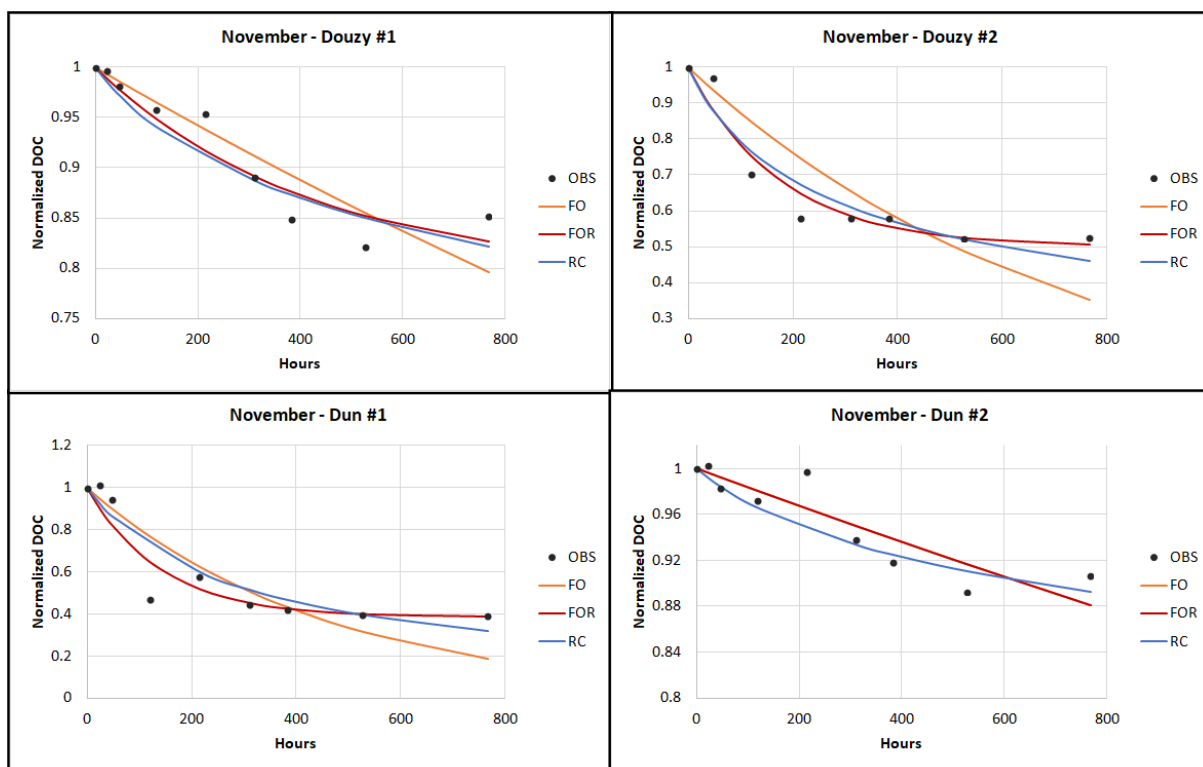 November - Douzy #1
Normalized DOC
1
0.95
0.9
0.85
0.8
0.75
0 200 400 600 800
Hours
OBS
FO
FOR
RC
November - Douzy #2
Normalized DOC
1
0.9
0.8
0.7
0.6
0.5
0.4
0.3
0 200 400 600 800
Hours
OBS
FO
FOR
RC
November - Dun #1
Normalized DOC
1.2
1
0.8
0.6
0.4
0.2
0
0 200 400 600 800
Hours
OBS
FO
FOR
RC
November - Dun #2
Normalized DOC
1
0.96
0.92
0.88
0.84
0.8
0 200 400 600 800
Hours
OBS
FO
FOR
RC